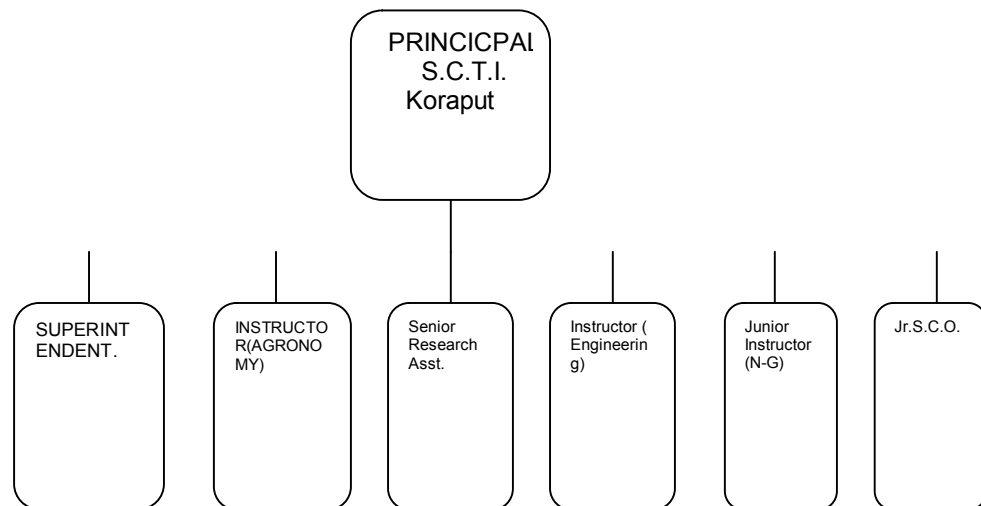 PRINCICPAL
S.C.T.I.
Koraput
SUPERINT
ENDENT.
INSTRUCTO
R(AGRONO
MY)
Senior
Research
Asst.
Instructor (
Engineerin
g)
Junior
Instructor
(N-G)
Jr.S.C.O.